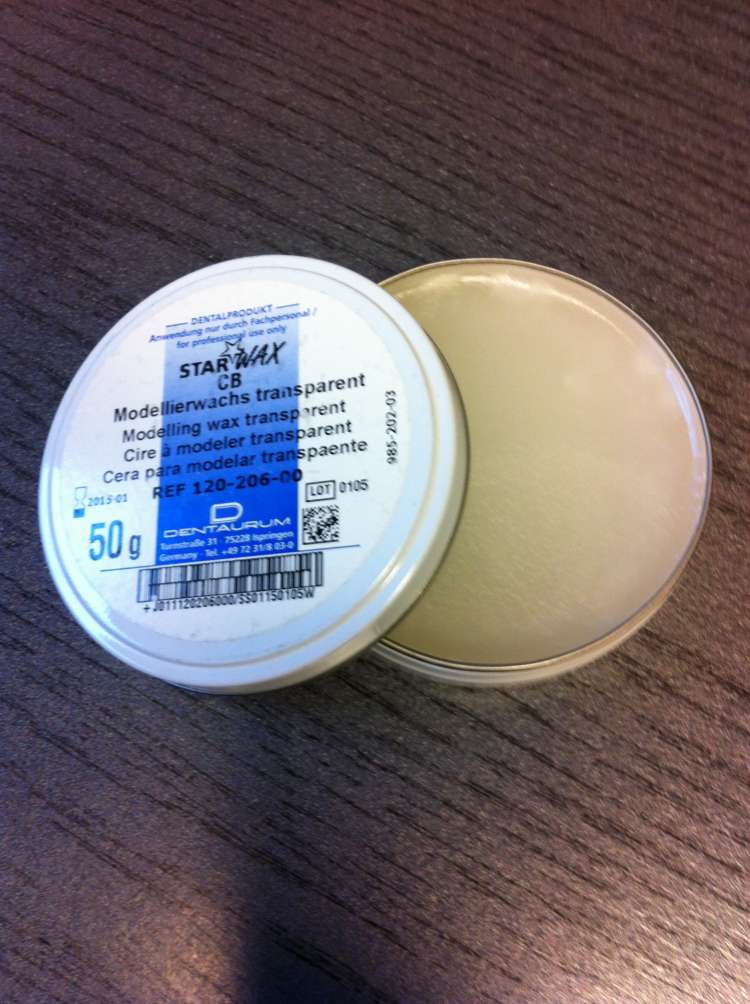 DENTALPRODUKT
Anwendung nur durch Fachpersonal /
for professional use only
STAR WAX
CB
Modellierwachs transparent
Modelling wax transparent
Cire à modeler transparent
Cera para modelar transpaente
REF 120-206-00
2015-01
LOT 0105
50 g
D
DENTAURUM
Turnstraße 31 · 75228 Ispringen
Germany · Tel. +49 72 31/8 03-0
+J011120206000/SS01150105W
985-202-03